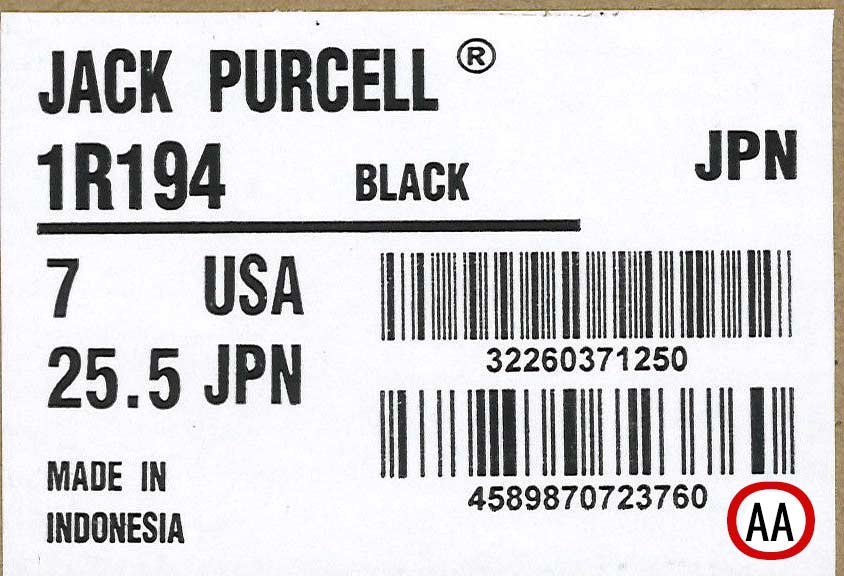 JACK PURCELL ®
1R194 BLACK JPN
7 USA
25.5 JPN
32260371250
4589870723760
MADE IN
INDONESIA
AA